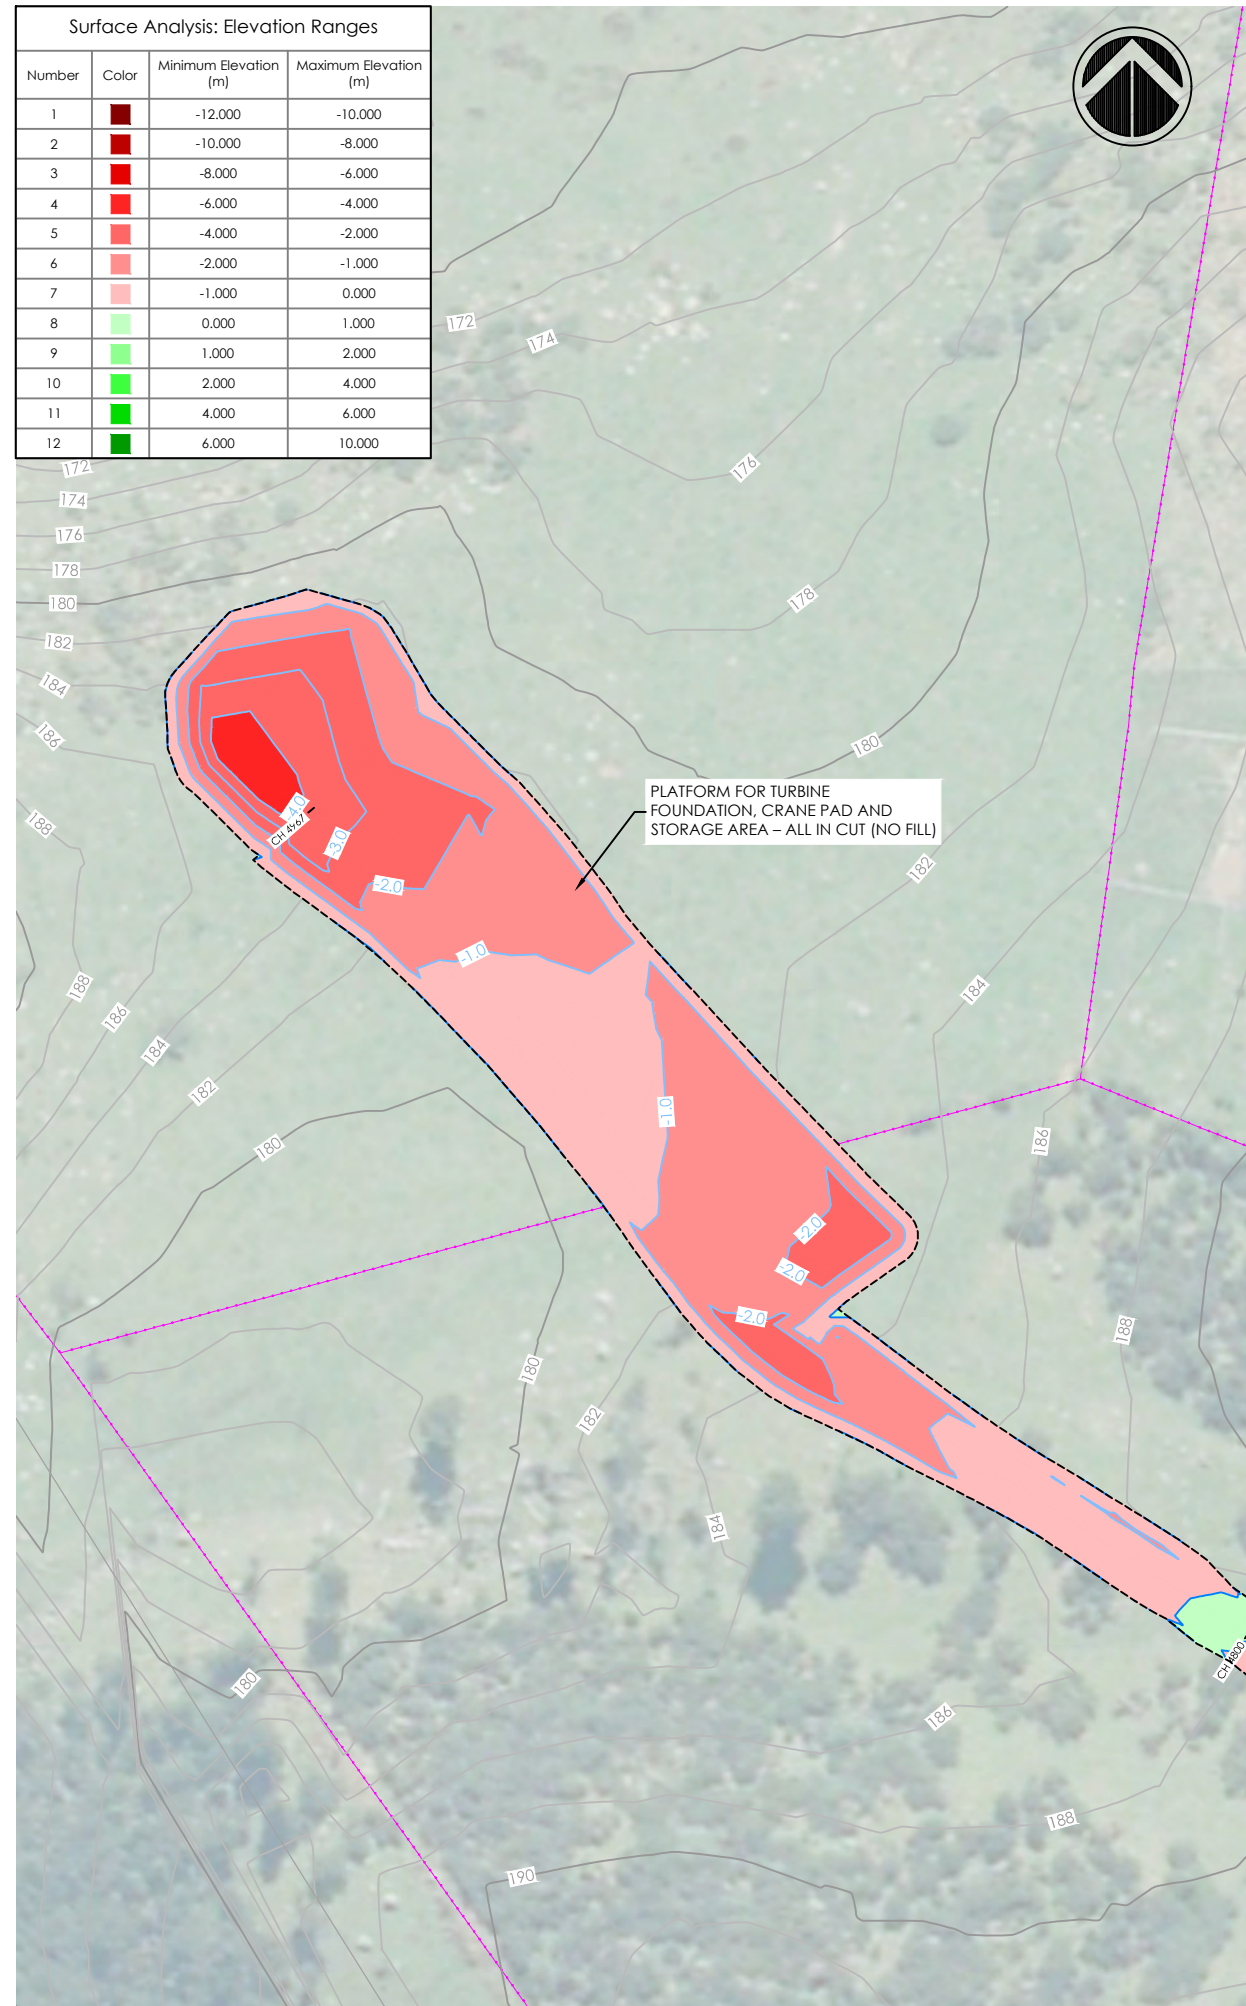 Surface Analysis: Elevation Ranges
Number Color Minimum Elevation (m) Maximum Elevation (m)
1 -12.000 -10.000
2 -10.000 -8.000
3 -8.000 -6.000
4 -6.000 -4.000
5 -4.000 -2.000
6 -2.000 -1.000
7 -1.000 0.000
8 0.000 1.000
9 1.000 2.000
10 2.000 4.000
11 4.000 6.000
12 6.000 10.000
172
174
172
174
176
176
178
180
178
182
184
186
180
PLATFORM FOR TURBINE
FOUNDATION, CRANE PAD AND
STORAGE AREA – ALL IN CUT (NO FILL)
-4.0
188
CH 4967
-3.0
182
-2.0
-1.0
188
184
186
184
182
-1.0
186
180
-2.0
-2.0
-2.0
188
180
182
184
CH 4800
180
186
188
190